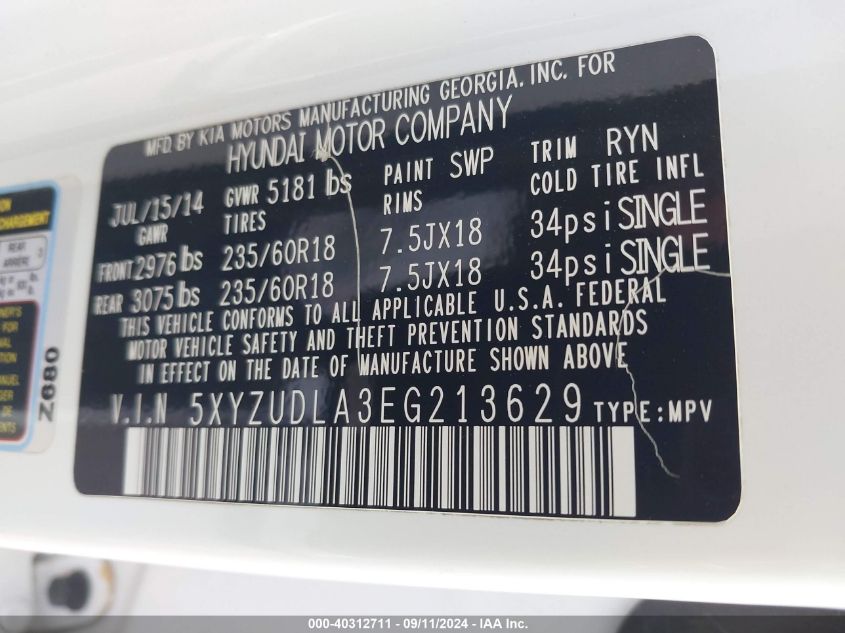 MFD. BY KIA MOTORS MANUFACTURING GEORGIA. INC. FOR
HYUNDAI MOTOR COMPANY
JUL/15/14 GVWR 5181 lbs PAINT SWP TRIM RYN
GAWR TIRES RIMS COLD TIRE INFL
FRONT 2976 lbs 235/60R18 7.5JX18 34psi SINGLE
REAR 3075 lbs 235/60R18 7.5JX18 34psi SINGLE
THIS VEHICLE CONFORMS TO ALL APPLICABLE U.S.A. FEDERAL
MOTOR VEHICLE SAFETY AND THEFT PREVENTION STANDARDS
IN EFFECT ON THE DATE OF MANUFACTURE SHOWN ABOVE
V.I.N 5XYZUDLA3EG213629 TYPE:MPV
REAR
Z680
000-40312711 - 09/11/2024 - IAA Inc.